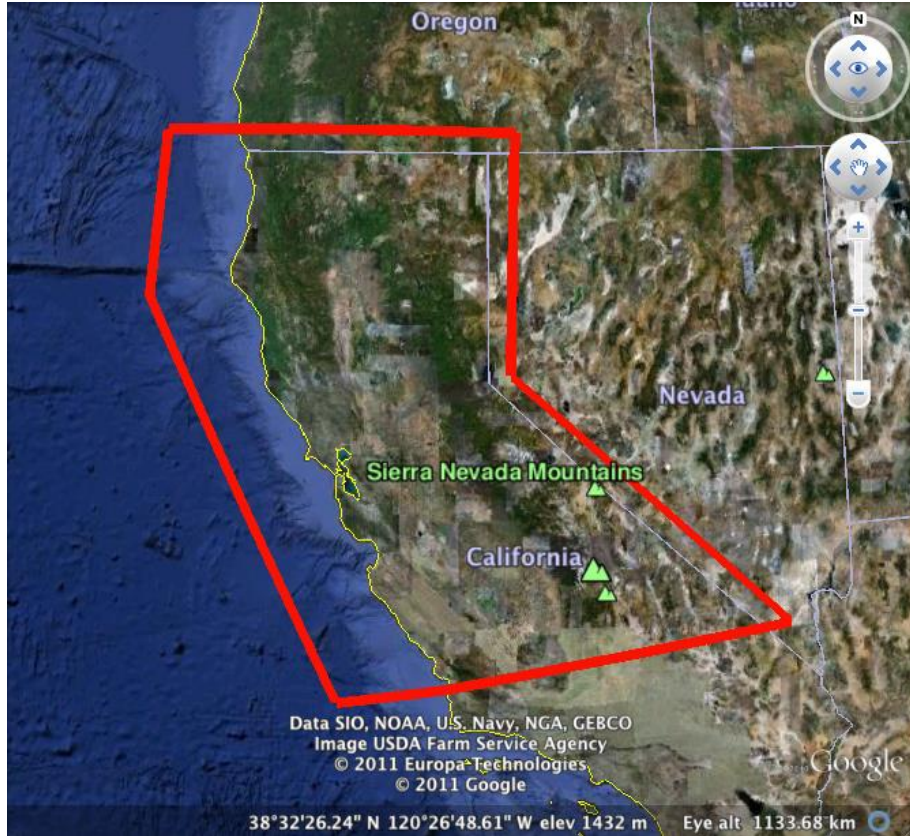 Oregon
Idaho
N
Nevada
Sierra Nevada Mountains
California
Data SIO, NOAA, U.S. Navy, NGA, GEBCO
Image USDA Farm Service Agency
© 2011 Europa Technologies
© 2011 Google
Google
38°32'26.24" N 120°26'48.61" W elev 1432 m Eye alt 1133.68 km